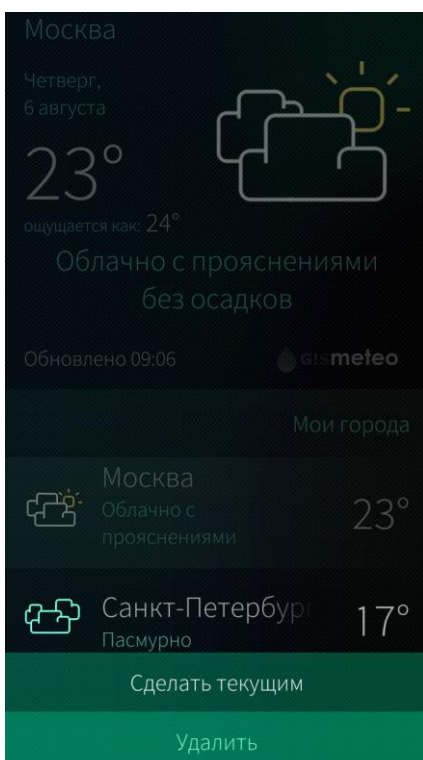 Москва
Четверг,
6 августа
23°
ощущается как: 24°
Облачно с прояснениями
без осадков
Обновлено 09:06
GISmeteo
Мои города
Москва
Облачно с
прояснениями
23°
Санкт-Петербур
Пасмурно
17°
Сделать текущим
Удалить